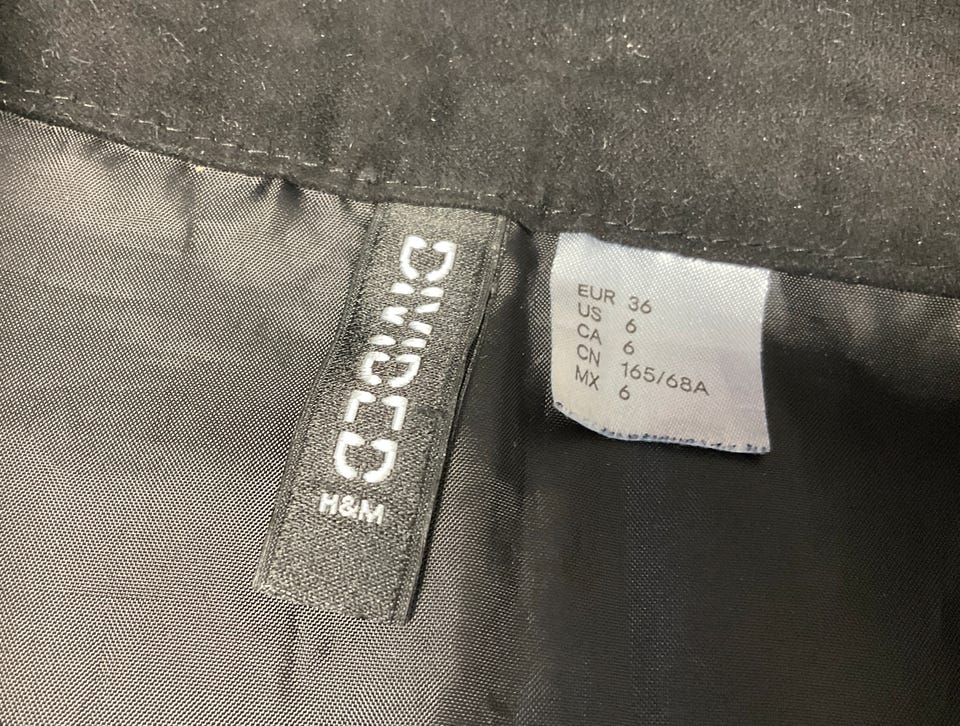 DIVIDED
H&M
EUR 36
US 6
CA 6
CN 165/68A
MX 6